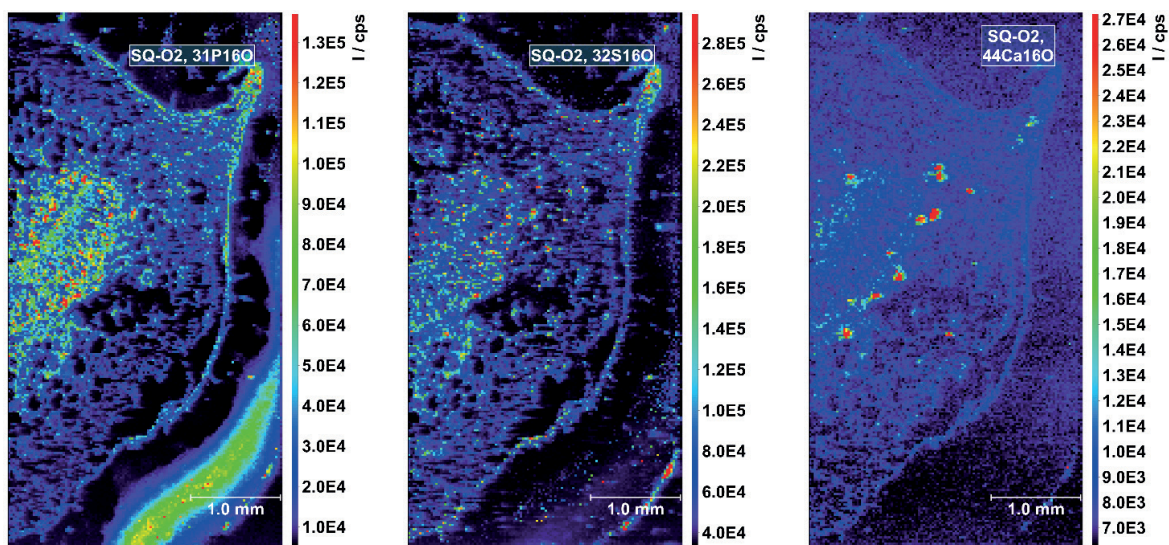 SQ-O2, 31P16O
1.3E5
1.2E5
1.1E5
1.0E5
9.0E4
8.0E4
7.0E4
6.0E4
5.0E4
4.0E4
3.0E4
2.0E4
1.0E4
I / cps
1.0 mm
SQ-O2, 32S16O
2.8E5
2.6E5
2.4E5
2.2E5
2.0E5
1.8E5
1.6E5
1.4E5
1.2E5
1.0E5
8.0E4
6.0E4
4.0E4
I / cps
1.0 mm
SQ-O2,
44Ca16O
2.7E4
2.6E4
2.5E4
2.4E4
2.3E4
2.2E4
2.1E4
2.0E4
1.9E4
1.8E4
1.7E4
1.6E4
1.5E4
1.4E4
1.3E4
1.2E4
1.1E4
1.0E4
9.0E3
8.0E3
7.0E3
I / cps
1.0 mm